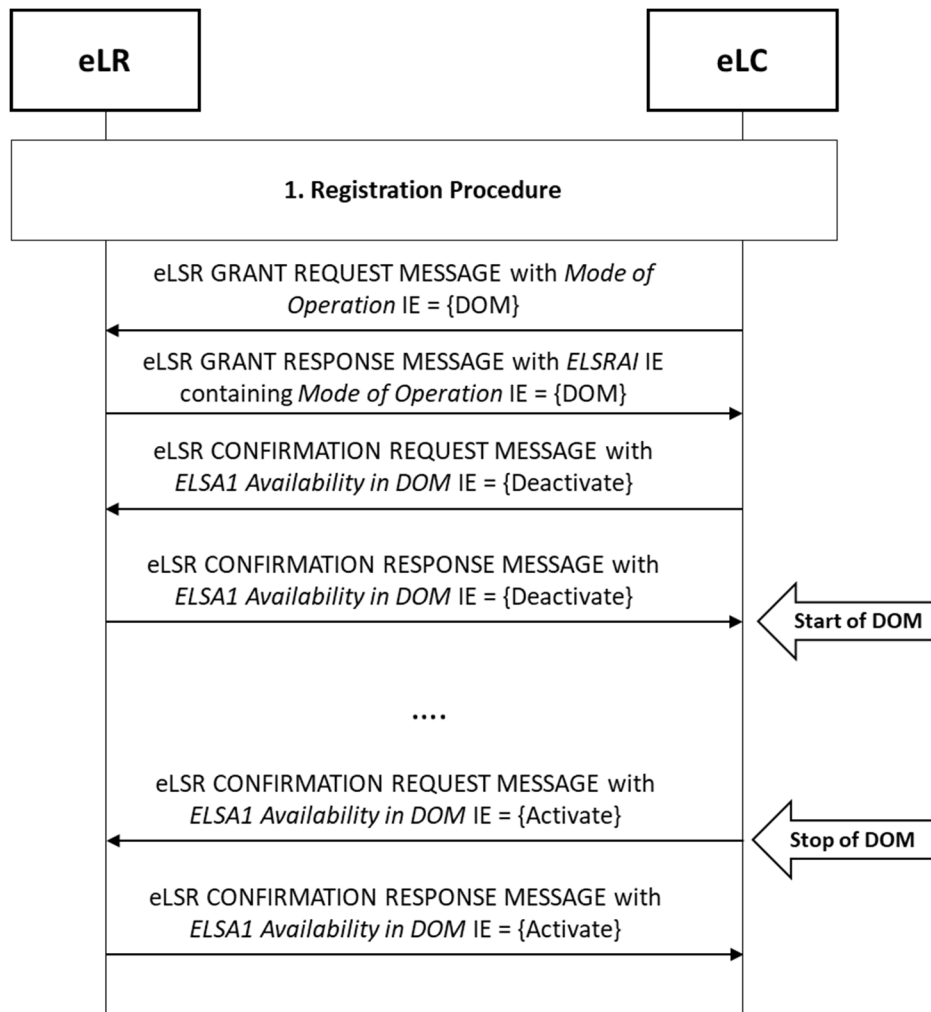 eLR
eLC
1. Registration Procedure
eLSR GRANT REQUEST MESSAGE with Mode of
Operation IE = {DOM}
eLSR GRANT RESPONSE MESSAGE with ELSRAI IE
containing Mode of Operation IE = {DOM}
eLSR CONFIRMATION REQUEST MESSAGE with
ELSA1 Availability in DOM IE = {Deactivate}
eLSR CONFIRMATION RESPONSE MESSAGE with
ELSA1 Availability in DOM IE = {Deactivate}
Start of DOM
....
eLSR CONFIRMATION REQUEST MESSAGE with
ELSA1 Availability in DOM IE = {Activate}
Stop of DOM
eLSR CONFIRMATION RESPONSE MESSAGE with
ELSA1 Availability in DOM IE = {Activate}